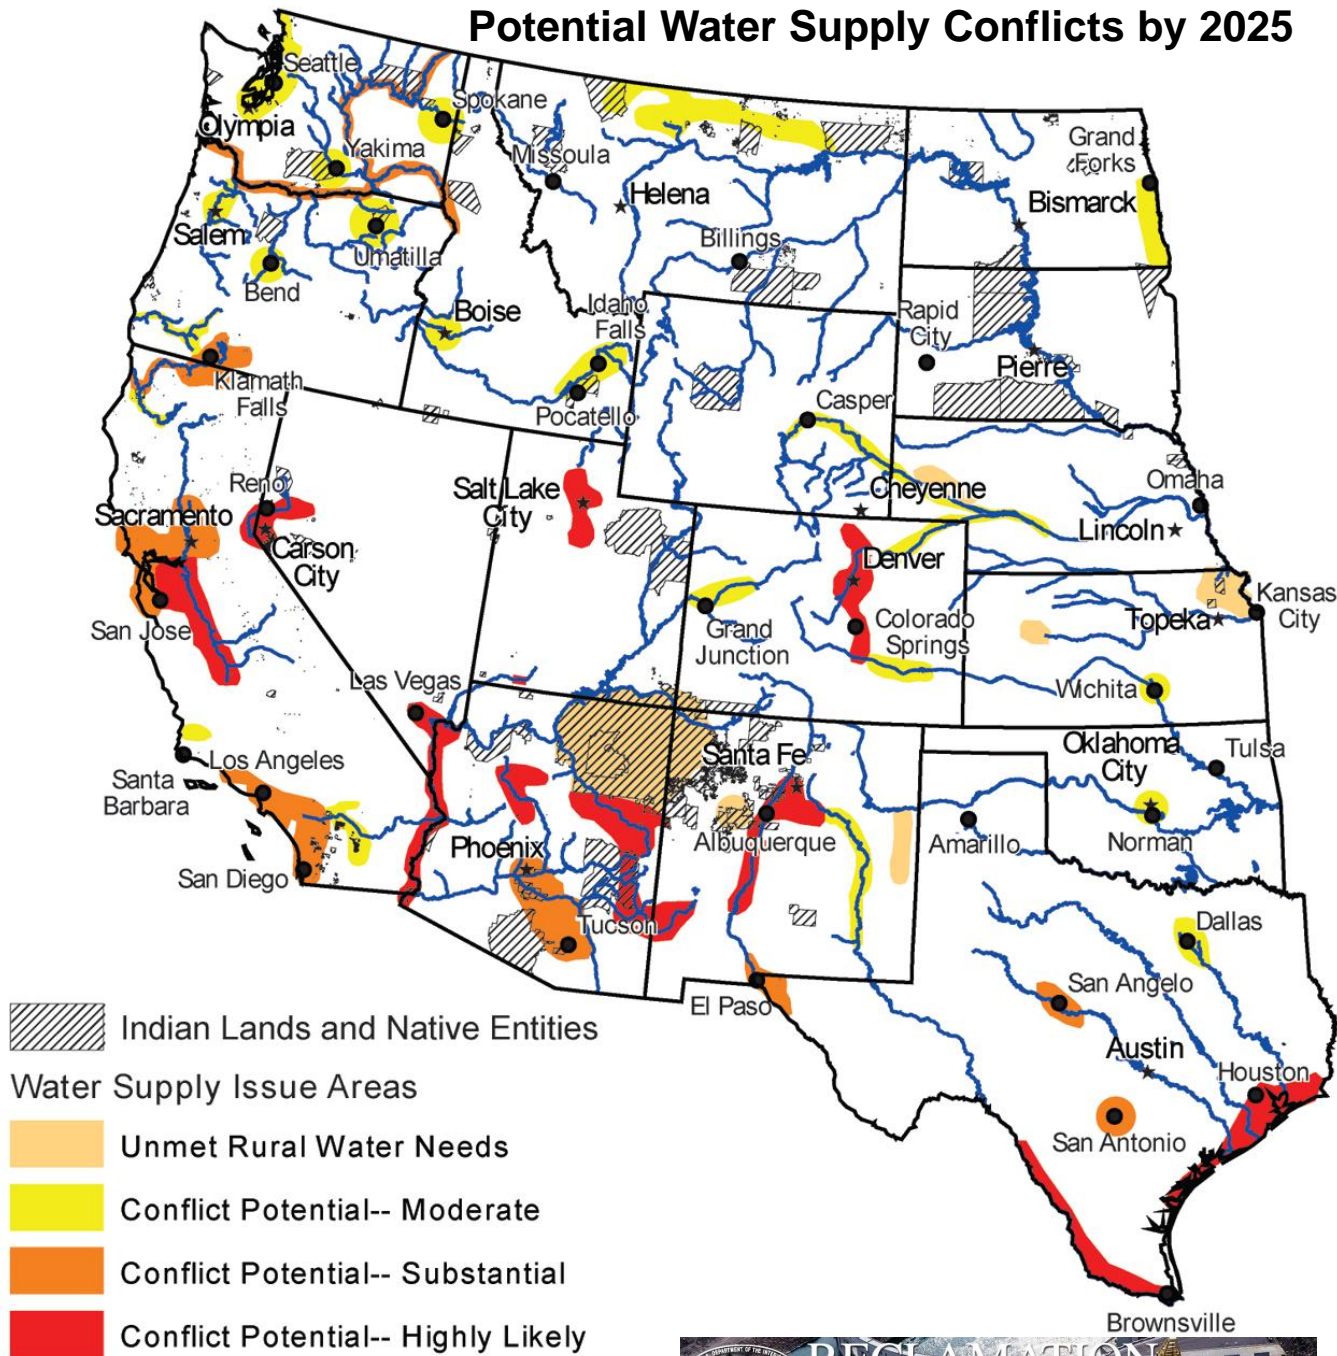 Potential Water Supply Conflicts by 2025
Seattle
Spokane
Olympia
Yakima
Missoula
Helena
Grand
Forks
Bismarck
Salem
Umatilla
Billings
Bend
Boise
Idaho
Falls
Rapid
City
Pierre
Klamath
Falls
Pocatello
Casper
Reno
Salt Lake
City
Cheyenne
Omaha
Sacramento
Lincoln
Carson
City
Denver
San Jose
Grand
Junction
Colorado
Springs
Topeka
Kansas
City
Las Vegas
Wichita
Los Angeles
Santa Fe
Oklahoma
City
Tulsa
Santa
Barbara
Phoenix
Albuquerque
Amarillo
Norman
San Diego
Tucson
Dallas
El Paso
San Angelo
Austin
Houston
San Antonio
Brownsville
Indian Lands and Native Entities
Water Supply Issue Areas
Unmet Rural Water Needs
Conflict Potential-- Moderate
Conflict Potential-- Substantial
Conflict Potential-- Highly Likely
RECLAMATION